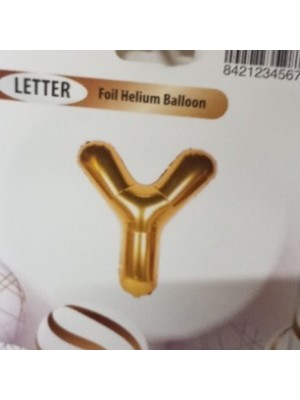 8421234567
LETTER
Foil Helium Balloon
Y